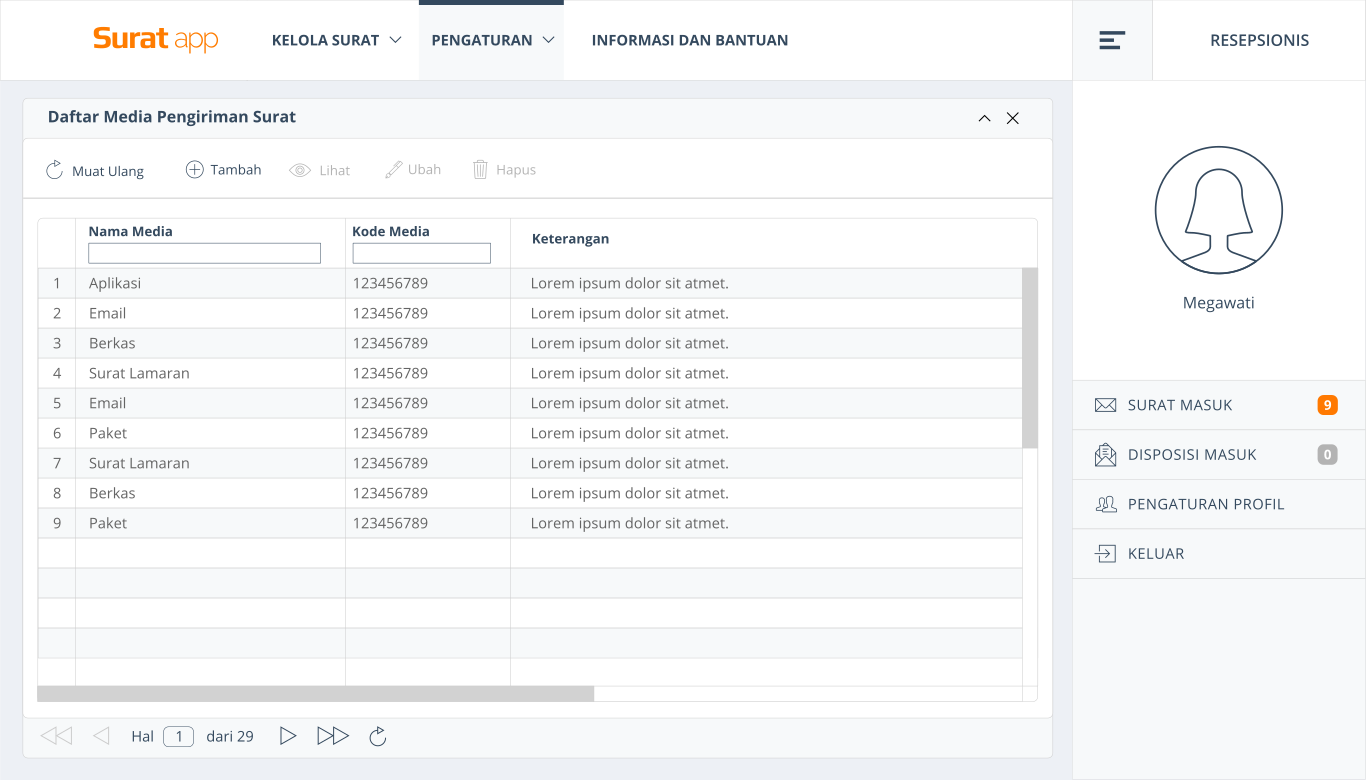 Surat app
KELOLA SURAT
PENGATURAN
INFORMASI DAN BANTUAN
RESEPSIONIS
Daftar Media Pengiriman Surat
Muat Ulang
Tambah
Lihat
Ubah
Hapus
Nama Media
Kode Media
Keterangan
1 Aplikasi 123456789 Lorem ipsum dolor sit atmet.
2 Email 123456789 Lorem ipsum dolor sit atmet.
3 Berkas 123456789 Lorem ipsum dolor sit atmet.
4 Surat Lamaran 123456789 Lorem ipsum dolor sit atmet.
5 Email 123456789 Lorem ipsum dolor sit atmet.
6 Paket 123456789 Lorem ipsum dolor sit atmet.
7 Surat Lamaran 123456789 Lorem ipsum dolor sit atmet.
8 Berkas 123456789 Lorem ipsum dolor sit atmet.
9 Paket 123456789 Lorem ipsum dolor sit atmet.
Hal 1 dari 29
Megawati
SURAT MASUK 9
DISPOSISI MASUK 0
PENGATURAN PROFIL
KELUAR